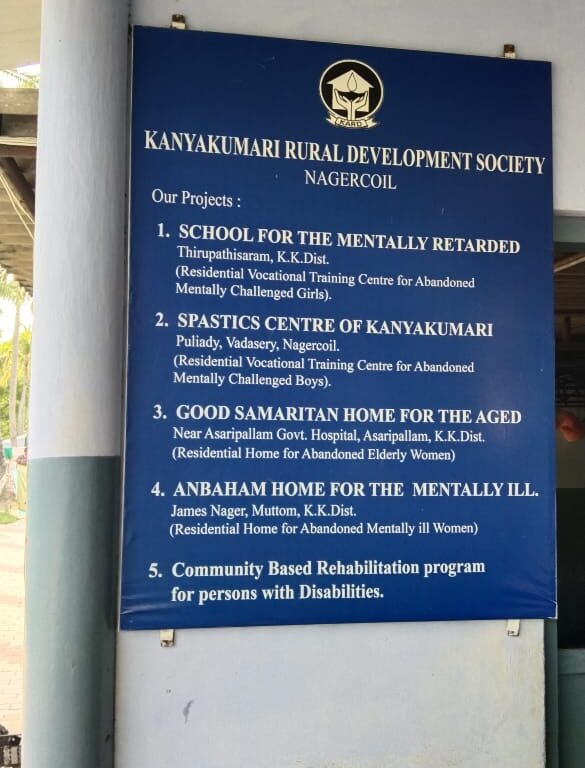 KARD
KANYAKUMARI RURAL DEVELOPMENT SOCIETY
NAGERCOIL
Our Projects :
1. SCHOOL FOR THE MENTALLY RETARDED
Thirupathisaram, K.K.Dist.
(Residential Vocational Training Centre for Abandoned
Mentally Challenged Girls).
2. SPASTICS CENTRE OF KANYAKUMARI
Puliady, Vadasery, Nagercoil.
(Residential Vocational Training Centre for Abandoned
Mentally Challenged Boys).
3. GOOD SAMARITAN HOME FOR THE AGED
Near Asaripallam Govt. Hospital, Asaripallam, K.K.Dist.
(Residential Home for Abandoned Elderly Women)
4. ANBAHAM HOME FOR THE MENTALLY ILL.
James Nager, Muttom, K.K.Dist.
(Residential Home for Abandoned Mentally ill Women)
5. Community Based Rehabilitation program
for persons with Disabilities.